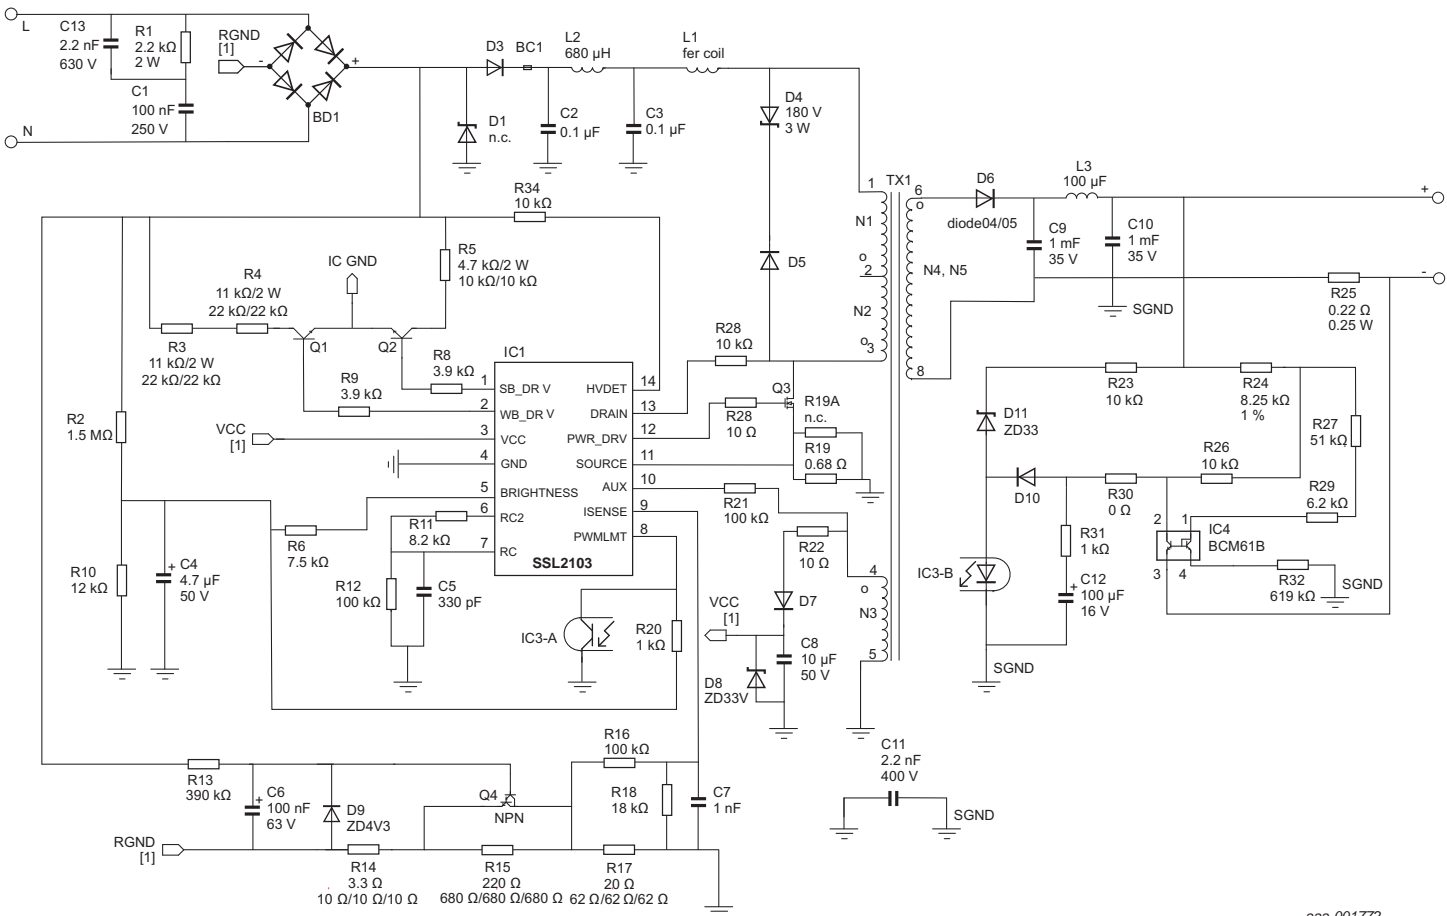 L
C13
2.2 nF
630 V
R1
2.2 kΩ
2 W
RGND
[1]
-
+
BD1
C1
100 nF
250 V
N
D3
BC1
L2
680 μH
L1
fer coil
D1
n.c.
C2
0.1 μF
C3
0.1 μF
D4
180 V
3 W
D5
R34
10 kΩ
R5
4.7 kΩ/2 W
10 kΩ/10 kΩ
IC GND
R4
11 kΩ/2 W
22 kΩ/22 kΩ
R3
11 kΩ/2 W
22 kΩ/22 kΩ
Q1
Q2
R8
3.9 kΩ
R9
3.9 kΩ
R2
1.5 MΩ
VCC
[1]
IC1
1
SB_DR V
2
WB_DR V
3
VCC
4
GND
5
BRIGHTNESS
6
RC2
7
RC
HVDET
14
DRAIN
13
PWR_DRV
12
SOURCE
11
AUX
10
ISENSE
9
PWMLMT
8
SSL2103
R28
10 kΩ
Q3
R28
10 Ω
R19A
n.c.
R19
0.68 Ω
R21
100 kΩ
R22
10 Ω
TX1
1
N1
o
2
N2
o
3
4
o
N3
5
6
o
N4, N5
8
D6
diode04/05
L3
100 μF
C9
1 mF
35 V
C10
1 mF
35 V
SGND
+
-
R25
0.22 Ω
0.25 W
R23
10 kΩ
R24
8.25 kΩ
1 %
D11
ZD33
R27
51 kΩ
R26
10 kΩ
D10
R30
0 Ω
R29
6.2 kΩ
R31
1 kΩ
2
1
IC4
BCM61B
3
4
IC3-B
+
C12
100 μF
16 V
R32
619 kΩ
SGND
SGND
R11
8.2 kΩ
R6
7.5 kΩ
R10
12 kΩ
+
C4
4.7 μF
50 V
R12
100 kΩ
C5
330 pF
IC3-A
R20
1 kΩ
VCC
[1]
D7
C8
10 μF
50 V
D8
ZD33V
R16
100 kΩ
C11
2.2 nF
400 V
SGND
R13
390 kΩ
+
C6
100 nF
63 V
D9
ZD4V3
Q4
NPN
R18
18 kΩ
C7
1 nF
RGND
[1]
R14
3.3 Ω
10 Ω/10 Ω/10 Ω
R15
220 Ω
680 Ω/680 Ω/680 Ω
R17
20 Ω
62 Ω/62 Ω/62 Ω